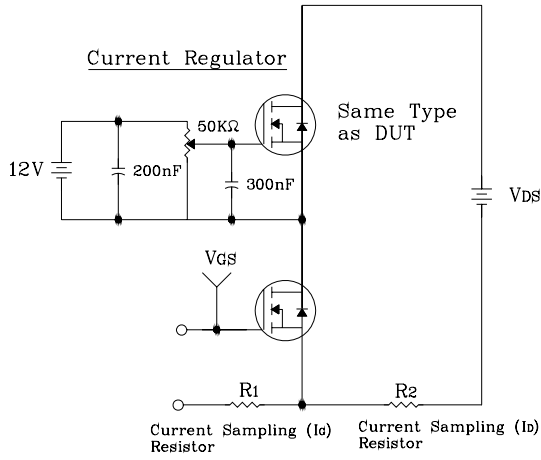 Current Regulator
50KΩ
Same Type
as DUT
12V
200nF
300nF
VDS
VGS
R1
R2
Current Sampling (IG)
Resistor
Current Sampling (ID)
Resistor